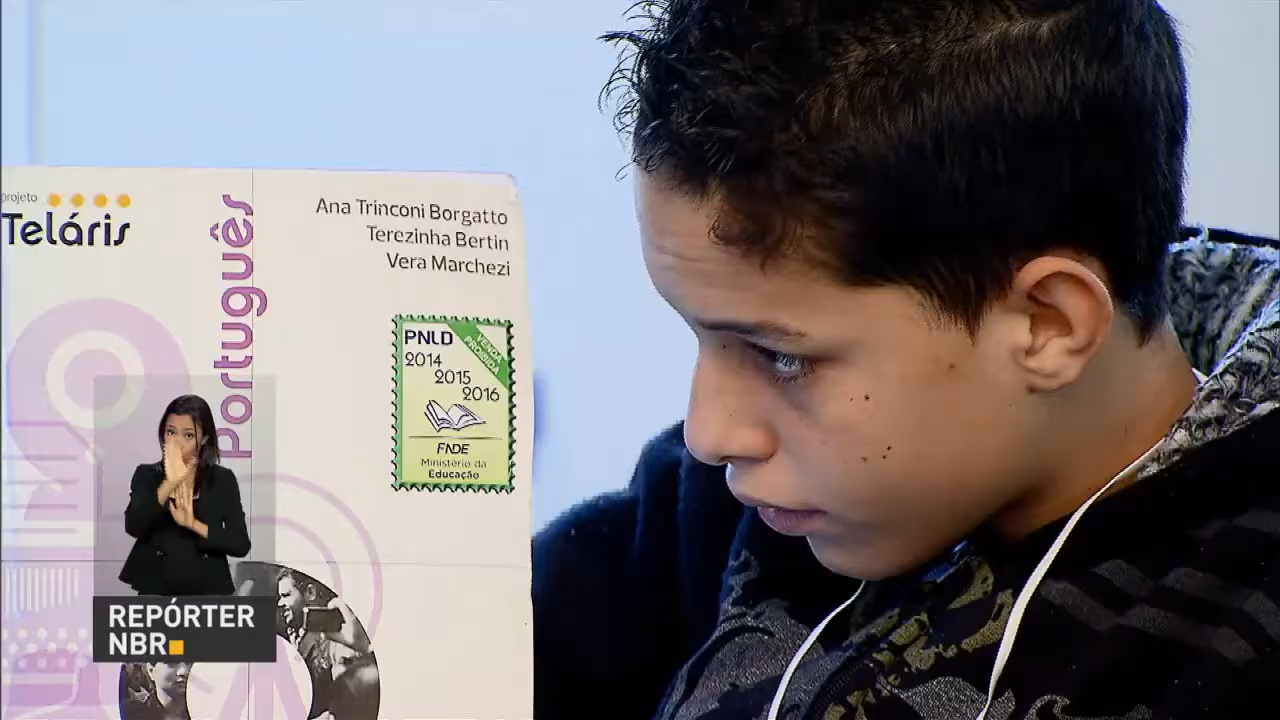 projeto
Teláris
Português
Ana Trinconi Borgatto
Terezinha Bertin
Vera Marchezi
PNLD
VENDA
PROIBIDA
2014
2015
2016
FNDE
Ministério da
Educação
REPÓRTER
NBR